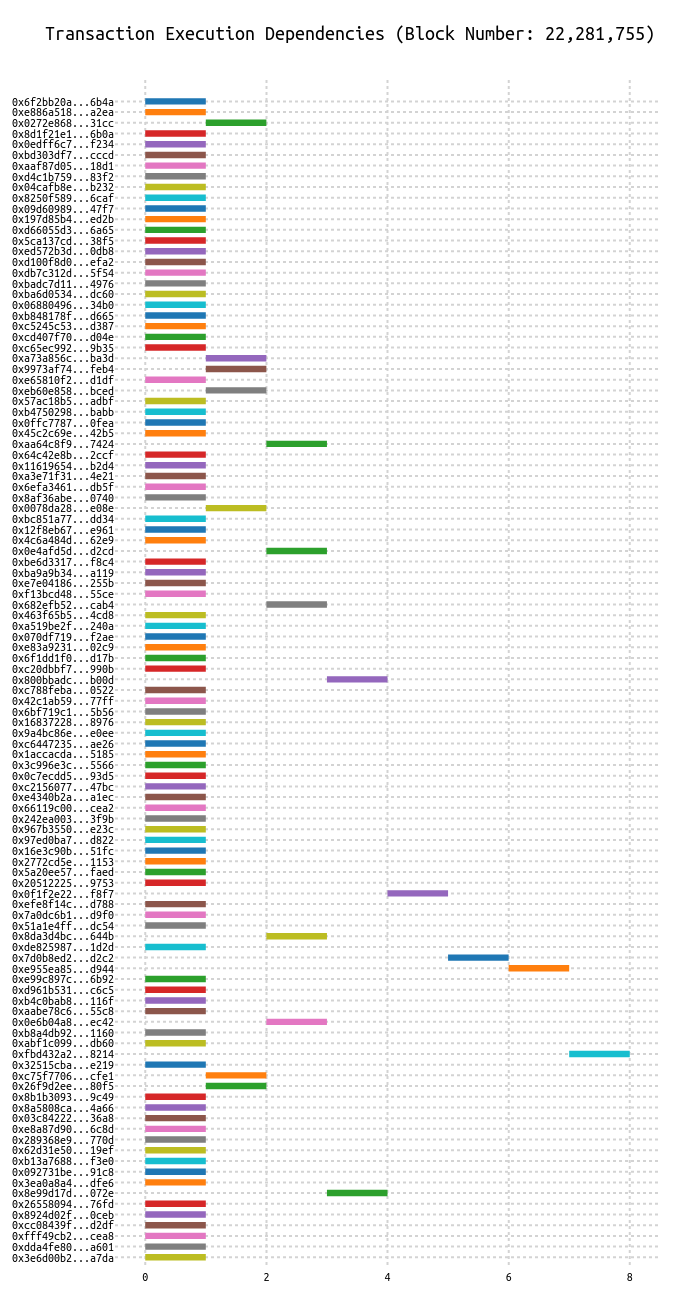 Transaction Execution Dependencies (Block Number: 22,281,755)
0x6f2bb20a...6b4a
0xe886a518...a2ea
0x0272e868...31cc
0x8d1f21e1...6b0a
0x0edff6c7...f234
0xbd303df7...cccd
0xaaf87d05...18d1
0xd4c1b759...83f2
0x04cafb8e...b232
0x8250f589...6caf
0x09d60989...47f7
0x197d85b4...ed2b
0xd66055d3...6a65
0x5ca137cd...38f5
0xed572b3d...0db8
0xd100f8d0...efa2
0xdb7c312d...5f54
0xbadc7d11...4976
0xba6d0534...dc60
0x06880496...34b0
0xb848178f...d665
0xc5245c53...d387
0xcd407f70...d04e
0xc65ec992...9b35
0xa73a856c...ba3d
0x9973af74...feb4
0xe65810f2...d1df
0xeb60e858...bced
0x57ac18b5...adbf
0xb4750298...babb
0x0ffc7787...0fea
0x45c2c69e...42b5
0xaa64c8f9...7424
0x64c42e8b...2ccf
0x11619654...b2d4
0xa3e71f31...4e21
0x6efa3461...db5f
0x8af36abe...0740
0x0078da28...e08e
0xbc851a77...dd34
0x12f8eb67...e961
0x4c6a484d...62e9
0x0e4afd5d...d2cd
0xbe6d3317...f8c4
0xba9a9b34...a119
0xe7e04186...255b
0xf13bcd48...55ce
0x682efb52...cab4
0x463f65b5...4cd8
0xa519be2f...240a
0x070df719...f2ae
0xe83a9231...02c9
0x6f1dd1f0...d17b
0xc20dbbf7...990b
0x800bbadc...b00d
0xc788feba...0522
0x42c1ab59...77ff
0x6bf719c1...5b56
0x16837228...8976
0x9a4bc86e...e0ee
0xc6447235...ae26
0x1accacda...5185
0x3c996e3c...5566
0x0c7ecdd5...93d5
0xc2156077...47bc
0xe4340b2a...a1ec
0x66119c00...cea2
0x242ea003...3f9b
0x967b3550...e23c
0x97ed0ba7...d822
0x16e3c90b...51fc
0x2772cd5e...1153
0x5a20ee57...faed
0x20512225...9753
0x0f1f2e22...f8f7
0xefe8f14c...d788
0x7a0dc6b1...d9f0
0x51a1e4ff...dc54
0x8da3d4bc...644b
0xde825987...1d2d
0x7d0b8ed2...d2c2
0xe955ea85...d944
0xe99c897c...6b92
0xd961b531...c6c5
0xb4c0bab8...116f
0xaabe78c6...55c8
0x0e6b04a8...ec42
0xb8a4db92...1160
0xabf1c099...db60
0xfbd432a2...8214
0x32515cba...e219
0xc75f7706...cfe1
0x26f9d2ee...80f5
0x8b1b3093...9c49
0x8a5808ca...4a66
0x03c84222...36a8
0xe8a87d90...6c8d
0x289368e9...770d
0x62d31e50...19ef
0xb13a7688...f3e0
0x092731be...91c8
0x3ea0a8a4...dfe6
0x8e99d17d...072e
0x26558094...76fd
0x8924d02f...0ceb
0xcc08439f...d2df
0xfff49cb2...cea8
0xdda4fe80...a601
0x3e6d00b2...a7da
0 2 4 6 8